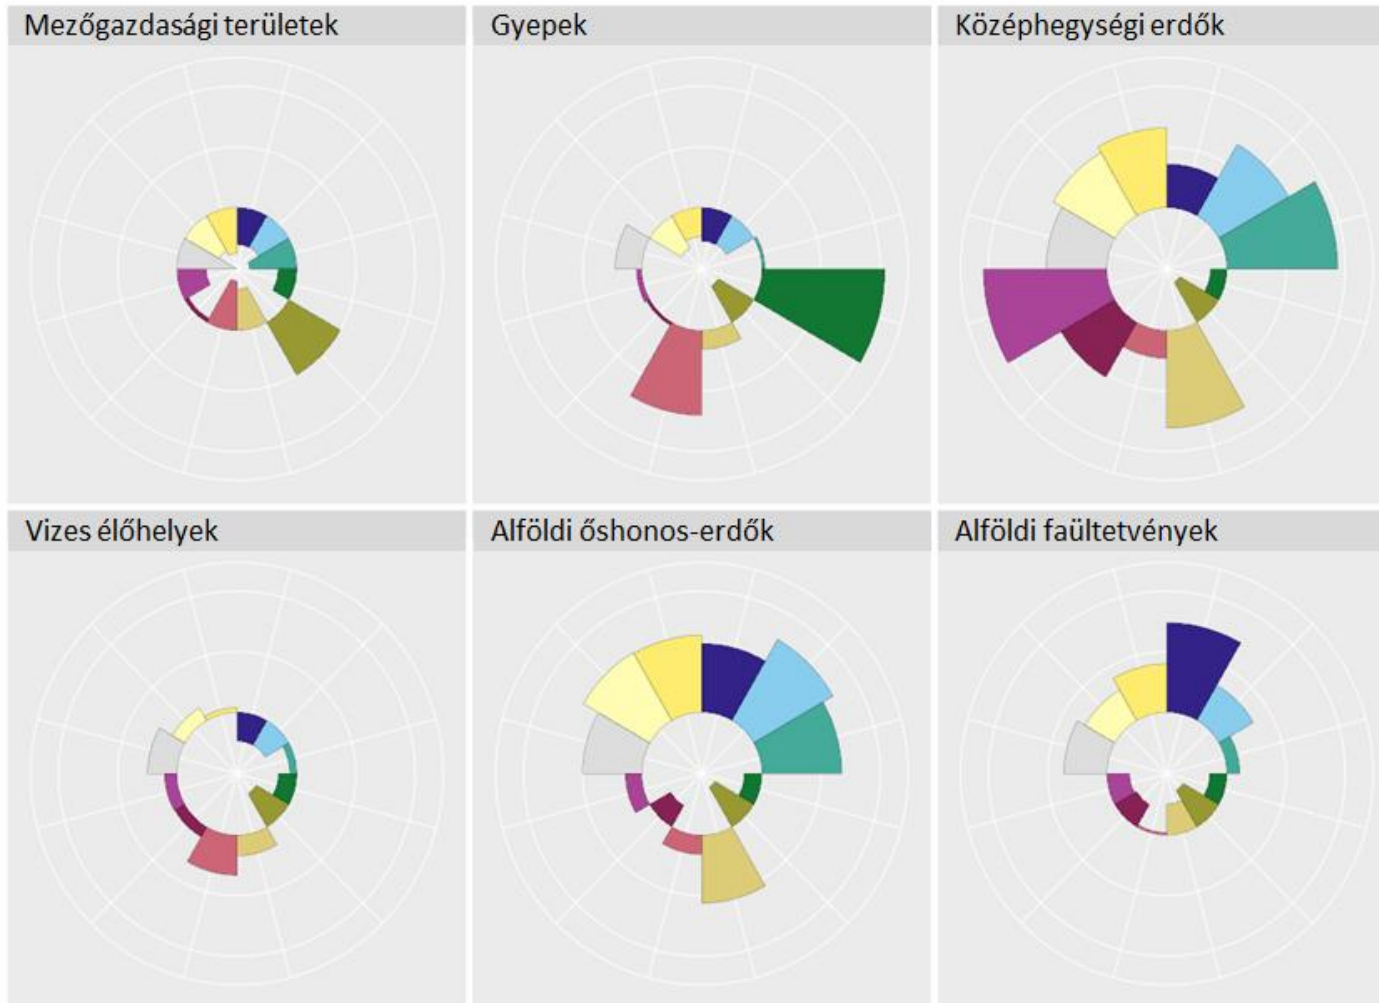 Mezőgazdasági területek
Gyepek
Középhegységi erdők
Vizes élőhelyek
Alföldi őshonos-erdők
Alföldi faültetvények